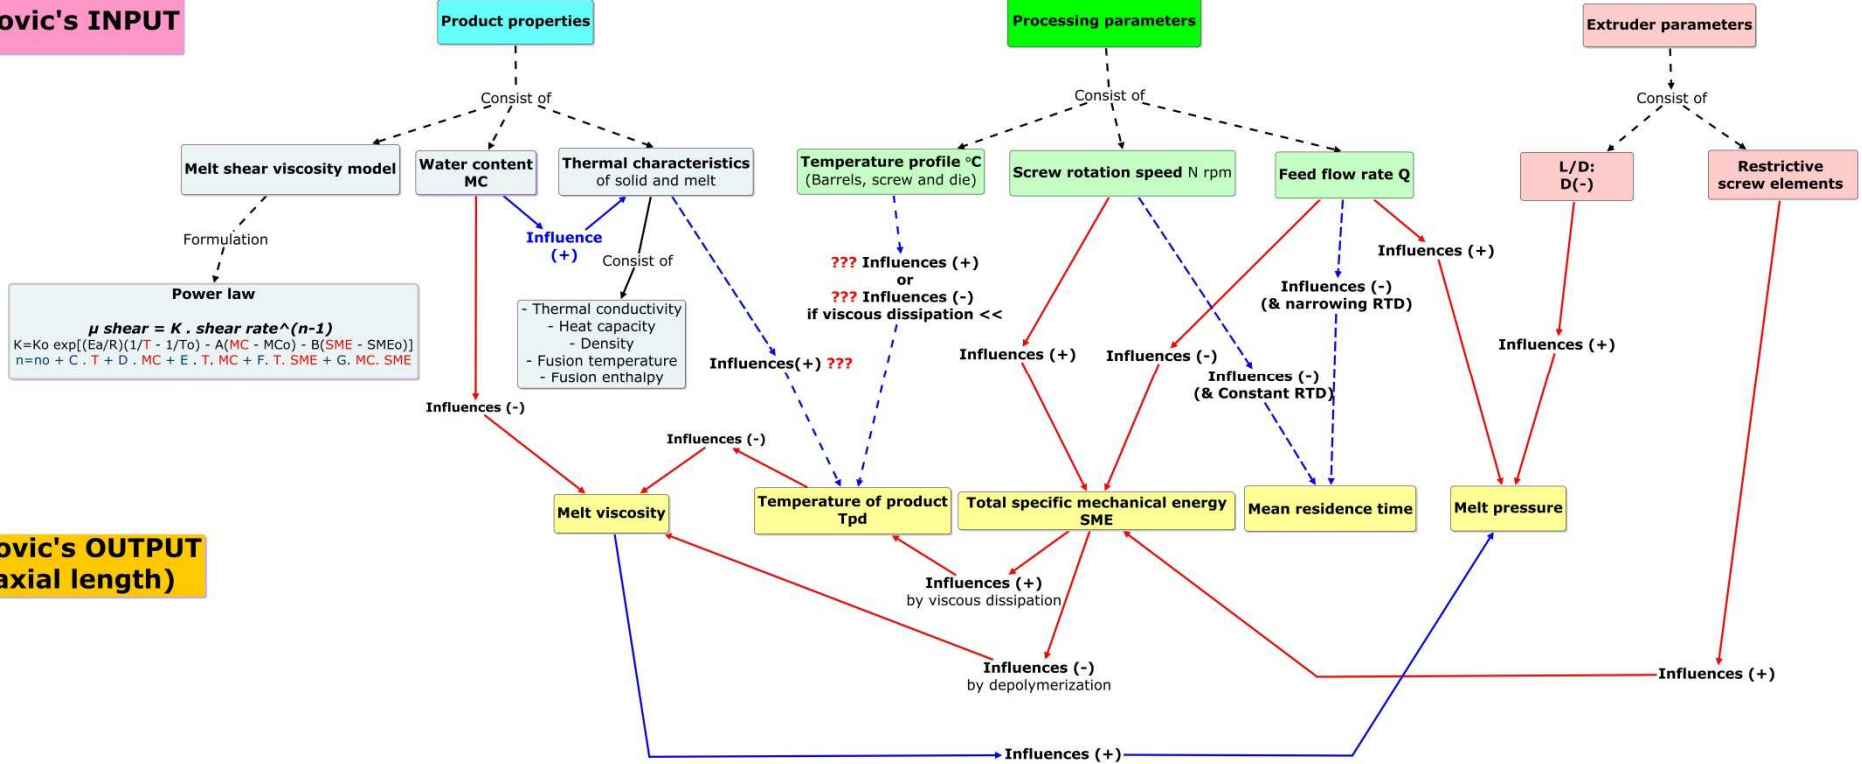 ovic's INPUT
Product properties
Processing parameters
Extruder parameters
Consist of
Consist of
Consist of
Melt shear viscosity model
Water content
MC
Thermal characteristics
of solid and melt
Temperature profile °C
(Barrels, screw and die)
Screw rotation speed N rpm
Feed flow rate Q
L/D:
D(-)
Restrictive
screw elements
Formulation
Influence
(+)
Consist of
Power law
µ shear = K . shear rate^(n-1)
K=Ko exp[(Ea/R)(1/T - 1/To) - A(MC - MCo) - B(SME - SMEo)]
n=no + C . T + D . MC + E . T. MC + F. T. SME + G. MC. SME
- Thermal conductivity
- Heat capacity
- Density
- Fusion temperature
- Fusion enthalpy
??? Influences (+)
or
??? Influences (-)
if viscous dissipation <<
Influences(+) ???
Influences (+)
Influences (-)
Influences (-)
(& Constant RTD)
Influences (-)
(& narrowing RTD)
Influences (+)
Influences (+)
Influences (-)
Influences (-)
Melt viscosity
Temperature of product
Tpd
Total specific mechanical energy
SME
Mean residence time
Melt pressure
ovic's OUTPUT
axial length)
Influences (+)
by viscous dissipation
Influences (-)
by depolymerization
Influences (+)
Influences (+)